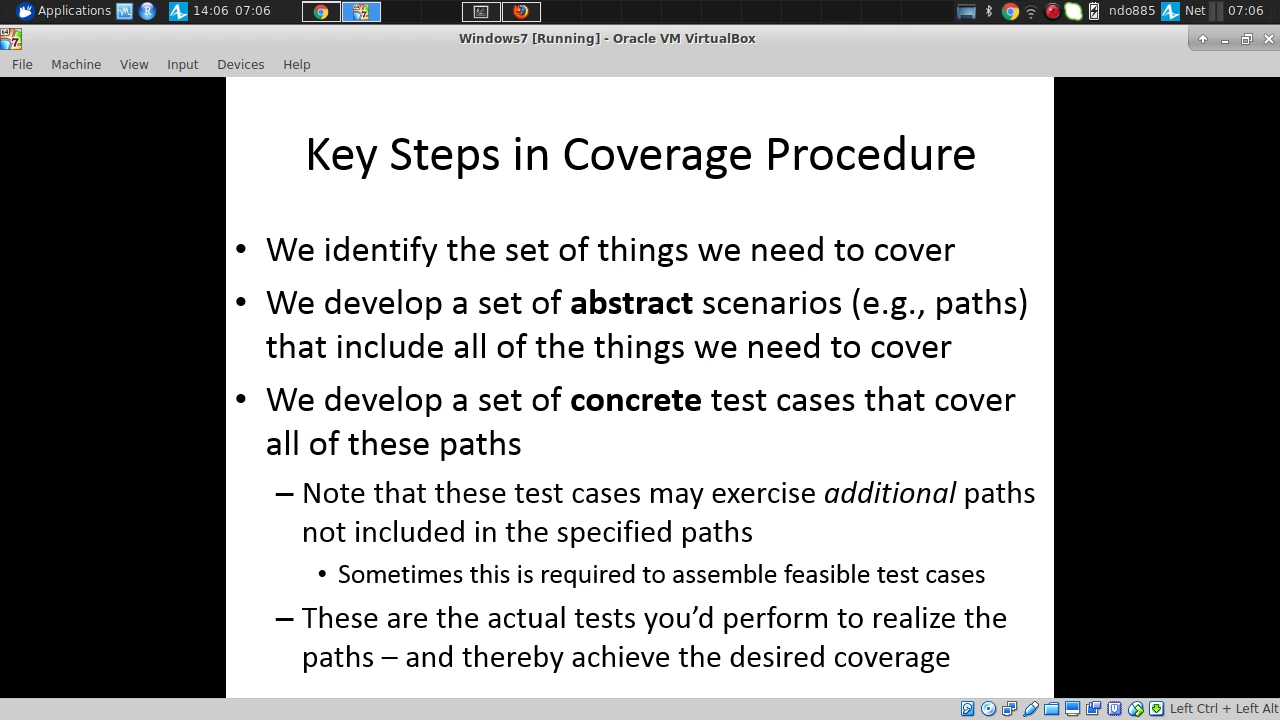 Applications 14:06 07:06 ndo885 Net 07:06
Windows7 [Running] - Oracle VM VirtualBox
File Machine View Input Devices Help
Key Steps in Coverage Procedure
• We identify the set of things we need to cover
• We develop a set of abstract scenarios (e.g., paths)
that include all of the things we need to cover
• We develop a set of concrete test cases that cover
all of these paths
– Note that these test cases may exercise additional paths
not included in the specified paths
• Sometimes this is required to assemble feasible test cases
– These are the actual tests you’d perform to realize the
paths – and thereby achieve the desired coverage
Left Ctrl + Left Alt